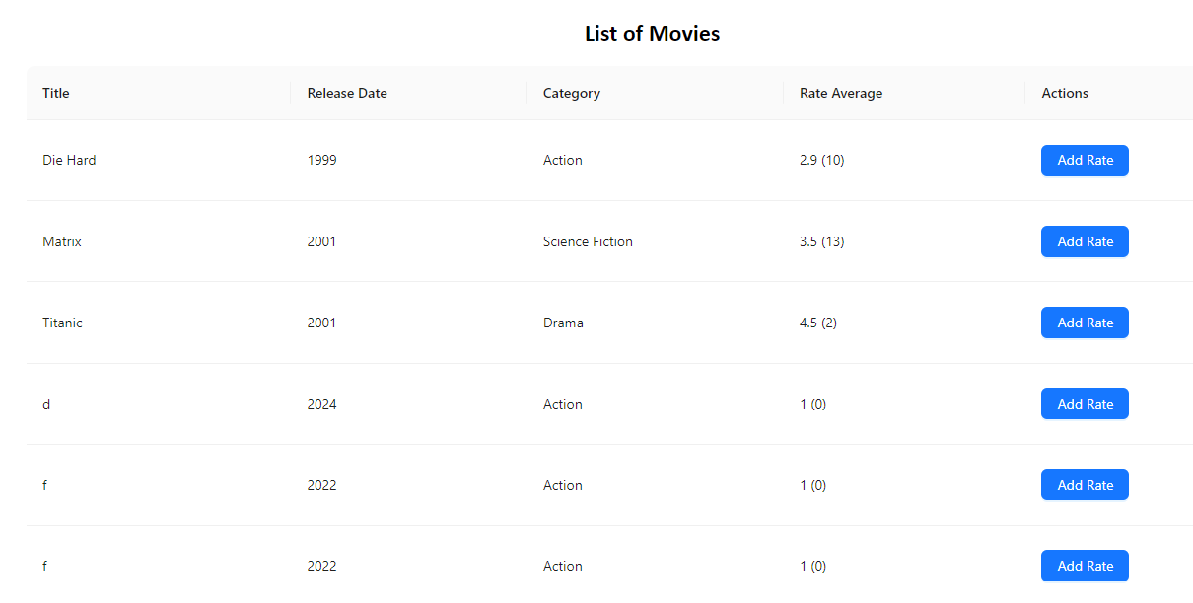 List of Movies
Title Release Date Category Rate Average Actions
Die Hard 1999 Action 2.9 (10) Add Rate
Matrix 2001 Science Fiction 3.5 (13) Add Rate
Titanic 2001 Drama 4.5 (2) Add Rate
d 2024 Action 1 (0) Add Rate
f 2022 Action 1 (0) Add Rate
f 2022 Action 1 (0) Add Rate